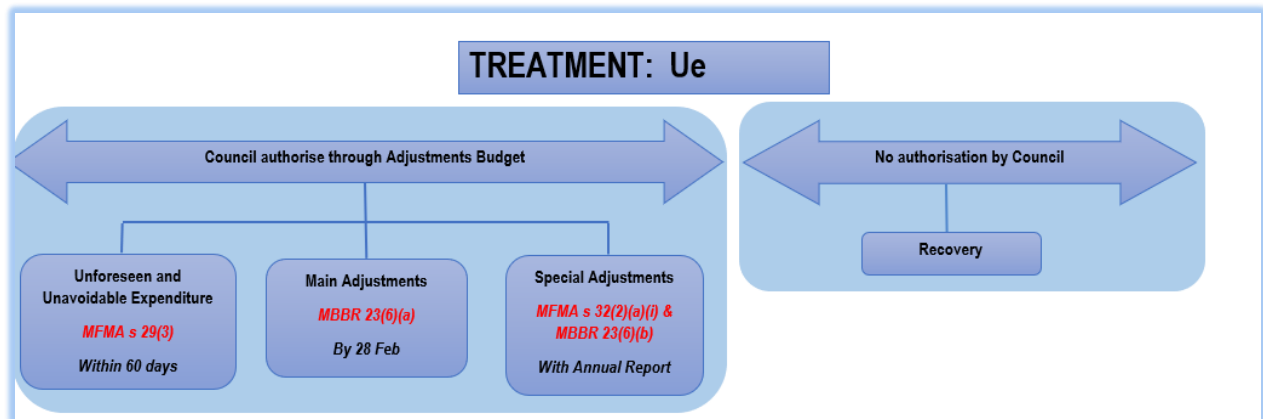 TREATMENT: Ue
Council authorise through Adjustments Budget
No authorisation by Council
Unforeseen and
Unavoidable Expenditure
MFMA s 29(3)
Within 60 days
Main Adjustments
MBBR 23(6)(a)
By 28 Feb
Special Adjustments
MFMA s 32(2)(a)(i) &
MBBR 23(6)(b)
With Annual Report
Recovery